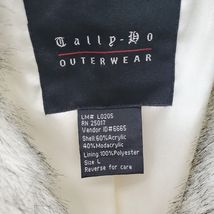 Tally-Ho
OUTERWEAR
LM# L0205
RN 25017
Vendor ID#6665
Shell:60%Acrylic
40%Modacrylic
Lining:100%Polyester
Size L
Reverse for care